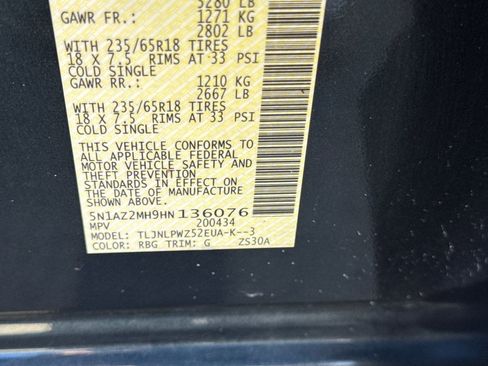 5280 LB
GAWR FR.: 1271 KG
2802 LB
WITH 235/65R18 TIRES
18 X 7.5 RIMS AT 33 PSI
COLD SINGLE
GAWR RR.: 1210 KG
2667 LB
WITH 235/65R18 TIRES
18 X 7.5 RIMS AT 33 PSI
COLD SINGLE
THIS VEHICLE CONFORMS TO
ALL APPLICABLE FEDERAL
MOTOR VEHICLE SAFETY AND
THEFT PREVENTION
STANDARDS IN EFFECT ON
THE DATE OF MANUFACTURE
SHOWN ABOVE.
5N1AZ2MH9HN136076
MPV 200434
MODEL: TLJNLPWZ52EUA-K--3
COLOR: RBG TRIM: G ZS30A